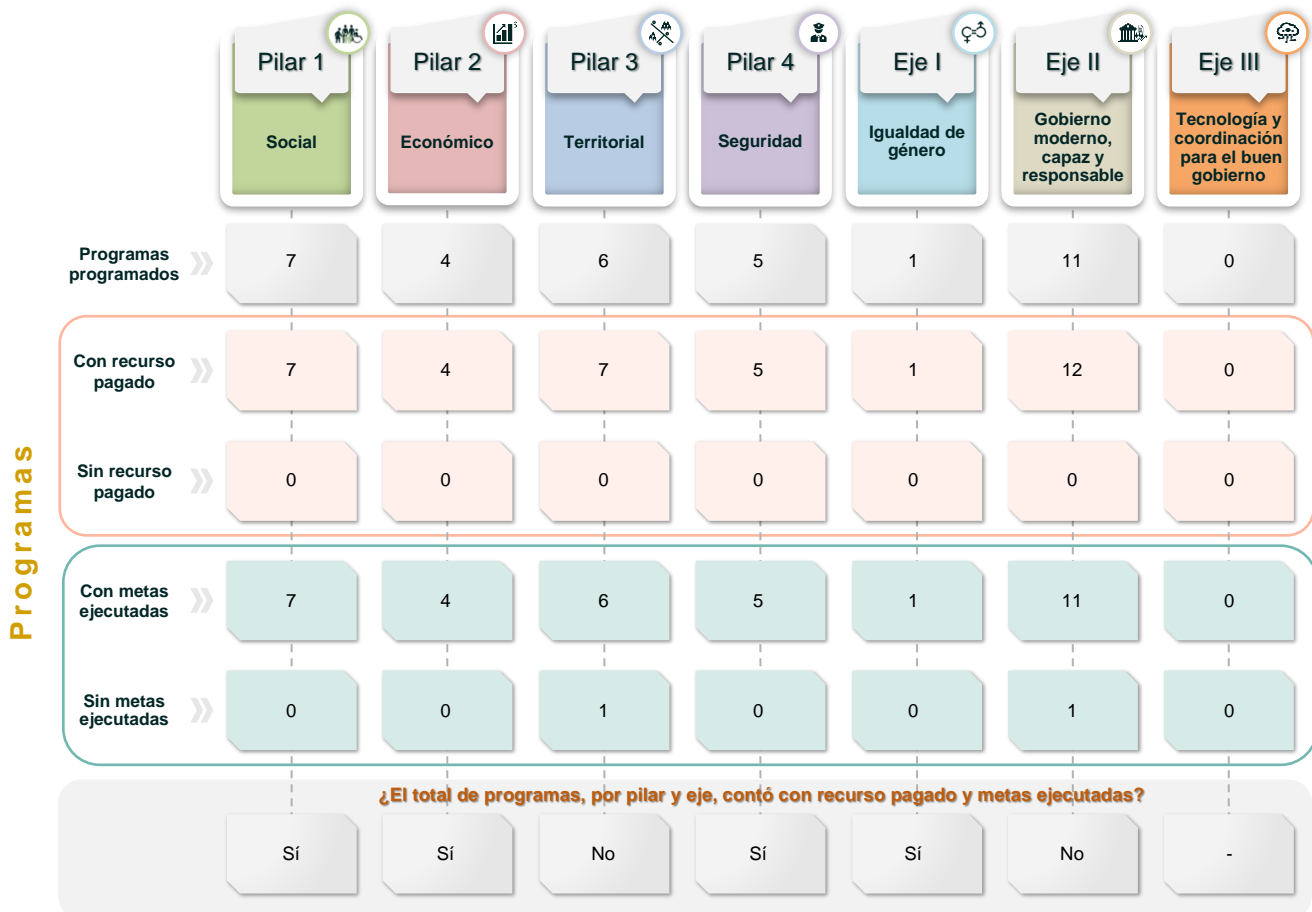 Pilar 1
Pilar 2
Pilar 3
Pilar 4
Eje I
Eje II
Eje III
Social
Económico
Territorial
Seguridad
Igualdad de
género
Gobierno
moderno,
capaz y
responsable
Tecnología y
coordinación
para el buen
gobierno
Programas
Programas
programados
7 4 6 5 1 11 0
Con recurso
pagado
7 4 7 5 1 12 0
Sin recurso
pagado
0 0 0 0 0 0 0
Con metas
ejecutadas
7 4 6 5 1 11 0
Sin metas
ejecutadas
0 0 1 0 0 1 0
¿El total de programas, por pilar y eje, contó con recurso pagado y metas ejecutadas?
Sí Sí No Sí Sí No -